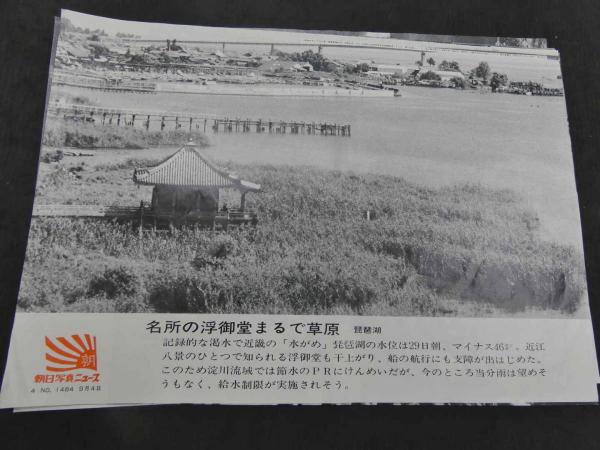 名所の浮御堂まるで草原 琵琶湖
記録的な渇水で近畿の「水がめ」琵琶湖の水位は29日朝、マイナス46㌢。近江
八景のひとつで知られる浮御堂も干上がり、船の航行にも支障が出はじめた。
このため淀川流域では節水のPRにけんめいだが、今のところ当分雨は望めそ
うもなく、給水制限が実施されそう。
朝
朝日写真ニュース
4 NO. 1484 9月4日